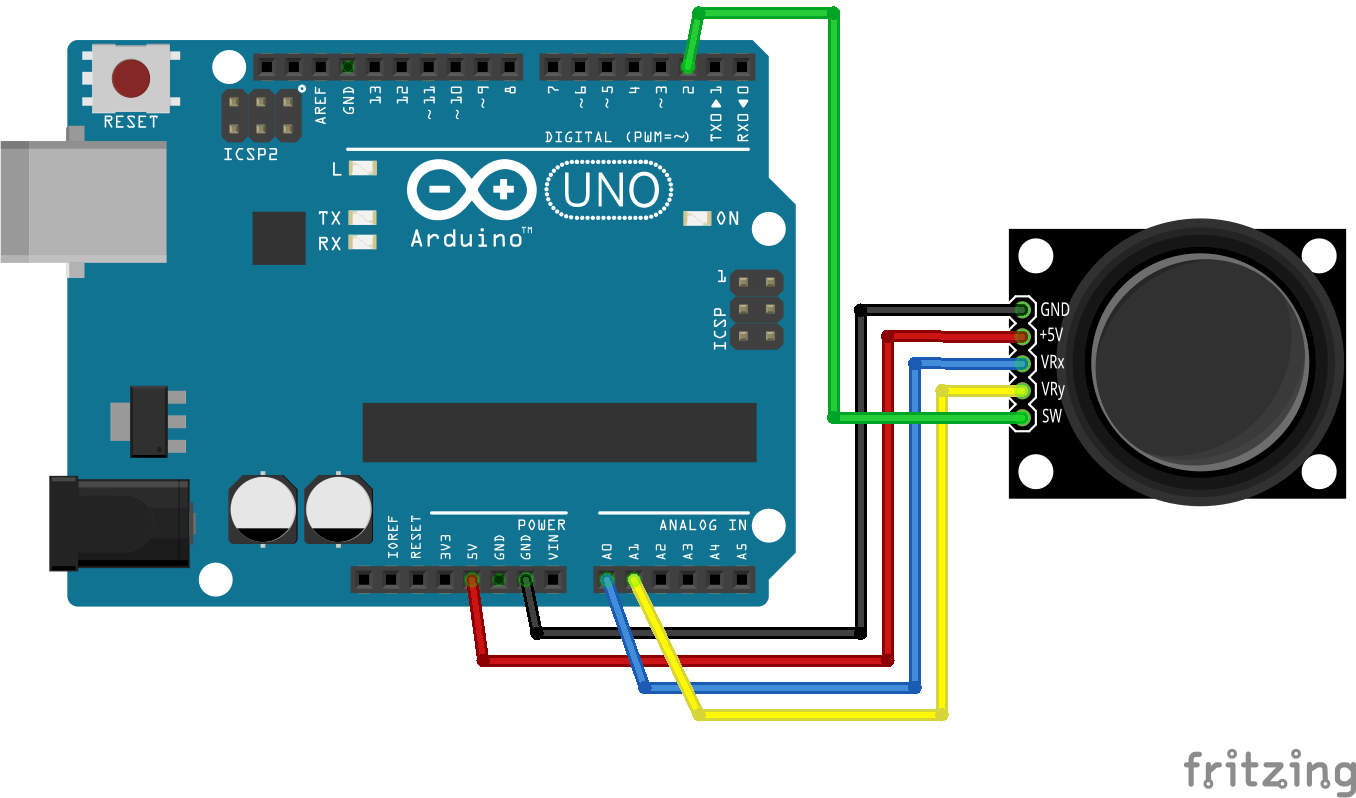 RESET
ICSP2
AREF
GND
13
12
~11
~10
~9
8
7
~6
~5
4
~3
2
TX0▶1
RX0◀0
DIGITAL (PWM=~)
L
TX
RX
UNO
Arduino™
ON
1
ICSP
GND
+5V
VRx
VRy
SW
POWER
ANALOG IN
IOREF
RESET
3V3
5V
GND
GND
VIN
A0
A1
A2
A3
A4
A5
fritzing